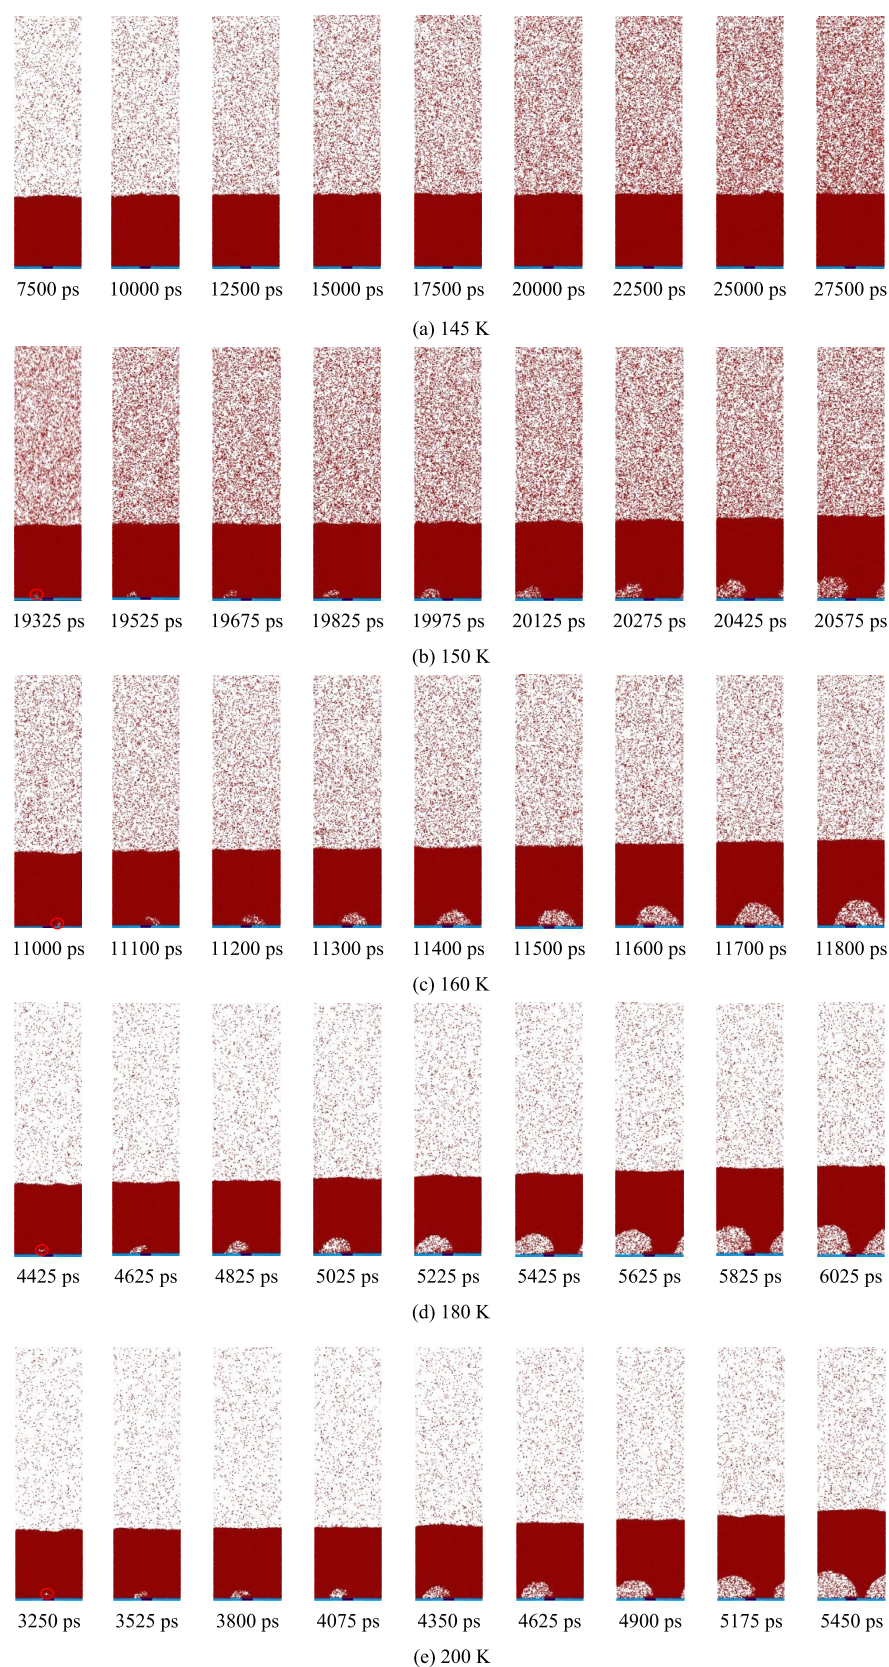 7500 ps 10000 ps 12500 ps 15000 ps 17500 ps 20000 ps 22500 ps 25000 ps 27500 ps
(a) 145 K
19325 ps 19525 ps 19675 ps 19825 ps 19975 ps 20125 ps 20275 ps 20425 ps 20575 ps
(b) 150 K
11000 ps 11100 ps 11200 ps 11300 ps 11400 ps 11500 ps 11600 ps 11700 ps 11800 ps
(c) 160 K
4425 ps 4625 ps 4825 ps 5025 ps 5225 ps 5425 ps 5625 ps 5825 ps 6025 ps
(d) 180 K
3250 ps 3525 ps 3800 ps 4075 ps 4350 ps 4625 ps 4900 ps 5175 ps 5450 ps
(e) 200 K